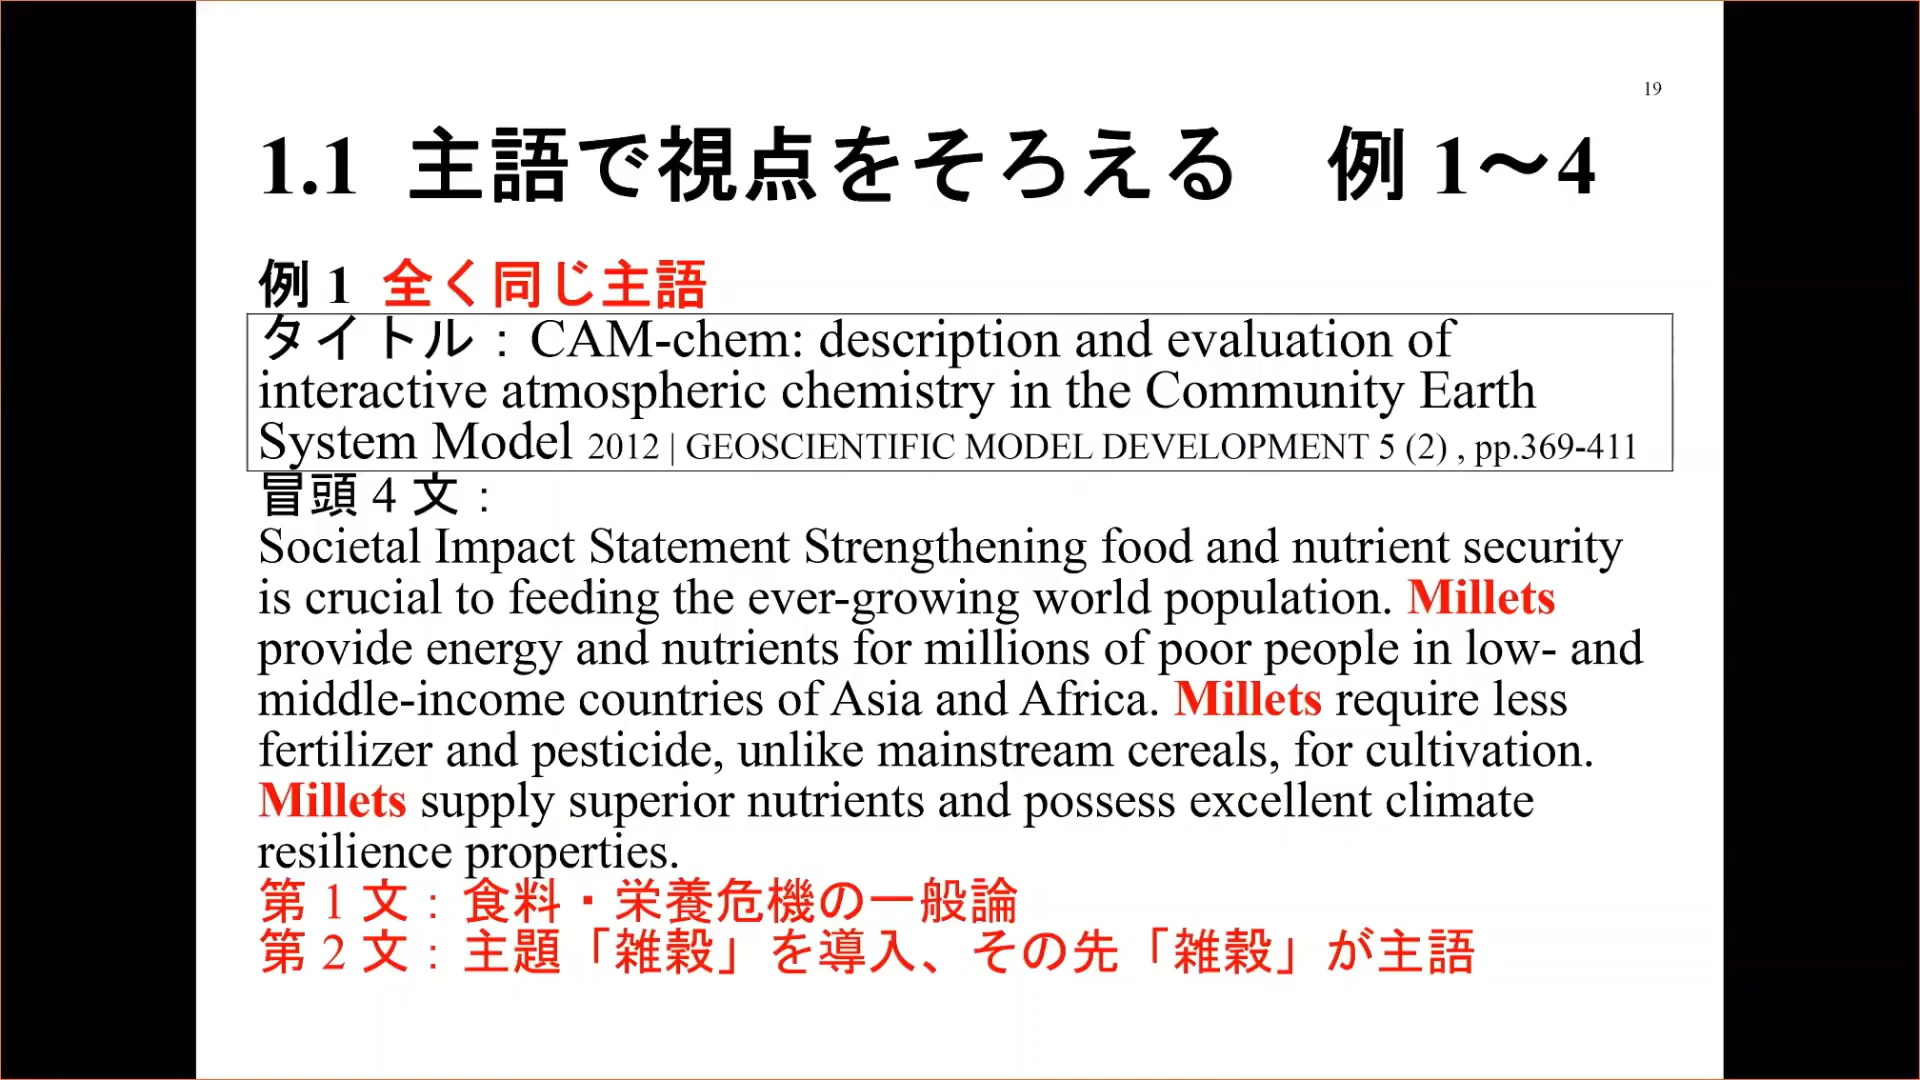 19
1.1 主語で視点をそろえる　例 1～4
例 1 全く同じ主語
タイトル：CAM-chem: description and evaluation of
interactive atmospheric chemistry in the Community Earth
System Model 2012 | GEOSCIENTIFIC MODEL DEVELOPMENT 5 (2) , pp.369-411
冒頭 4 文：
Societal Impact Statement Strengthening food and nutrient security
is crucial to feeding the ever-growing world population. Millets
provide energy and nutrients for millions of poor people in low- and
middle-income countries of Asia and Africa. Millets require less
fertilizer and pesticide, unlike mainstream cereals, for cultivation.
Millets supply superior nutrients and possess excellent climate
resilience properties.
第 1 文：食料・栄養危機の一般論
第 2 文：主題「雑穀」を導入、その先「雑穀」が主語